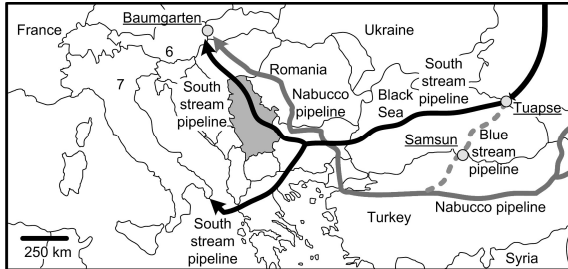 France
Baumgarten
Ukraine
6
7
Romania
South
stream
pipeline
Nabucco
pipeline
Black
Sea
South
stream
pipeline
Tuapse
Samsun
Blue
stream
pipeline
South
stream
pipeline
Turkey
Nabucco pipeline
Syria
250 km